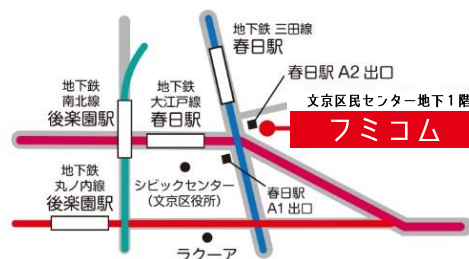 地下鉄 三田線
春日駅
春日駅 A2 出口
地下鉄
南北線
後楽園駅
地下鉄
大江戸線
春日駅
文京区民センター地下1階
フミコム
地下鉄
丸ノ内線
後楽園駅
シビックセンター
(文京区役所)
春日駅
A1 出口
ラクーア